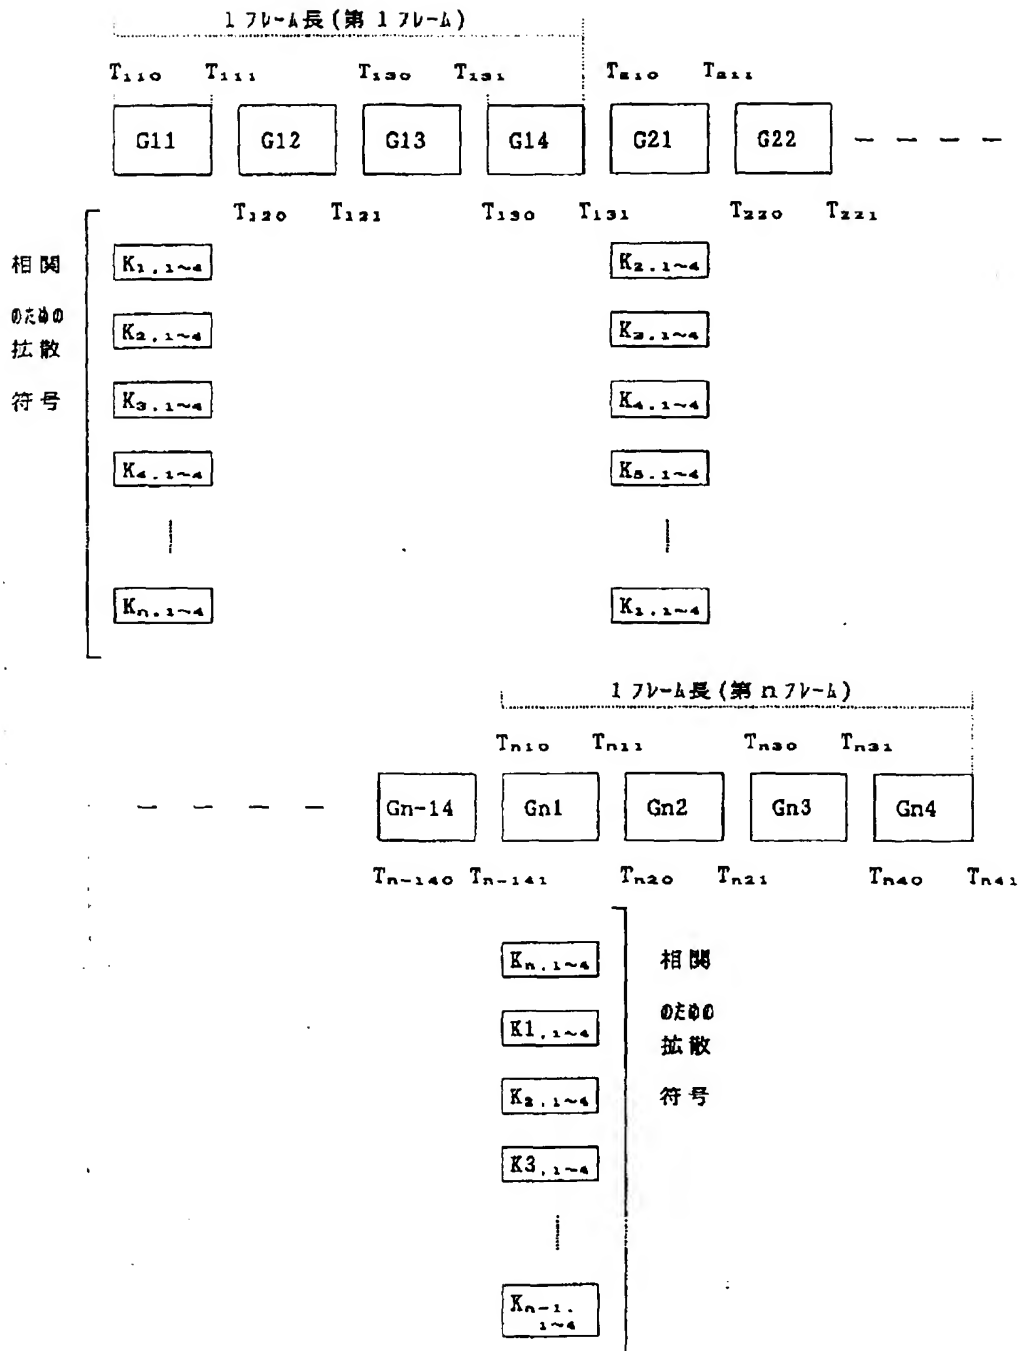 1フレーム長(第1フレーム)
T₁₁₀ T₁₁₁ T₁₃₀ T₁₃₁ T₂₁₀ T₂₁₁
G11 G12 G13 G14 G21 G22
T₁₂₀ T₁₂₁ T₁₃₀ T₁₃₁ T₂₂₀ T₂₂₁
相関
のための
拡散
符号
K₁.₁~₄ K₂.₁~₄
K₂.₁~₄ K₃.₁~₄
K₃.₁~₄ K₄.₁~₄
K₄.₁~₄ K₅.₁~₄
Kn.₁~₄ K₁.₁~₄
1フレーム長(第nフレーム)
Tn₁₀ Tn₁₁ Tn₃₀ Tn₃₁
Gn-14 Gn1 Gn2 Gn3 Gn4
Tn-₁₄₀ Tn-₁₄₁ Tn₂₀ Tn₂₁ Tn₄₀ Tn₄₁
Kn.₁~₄
K1.₁~₄
K₂.₁~₄
K3.₁~₄
Kn-₁.
₁~₄
相関
のための
拡散
符号